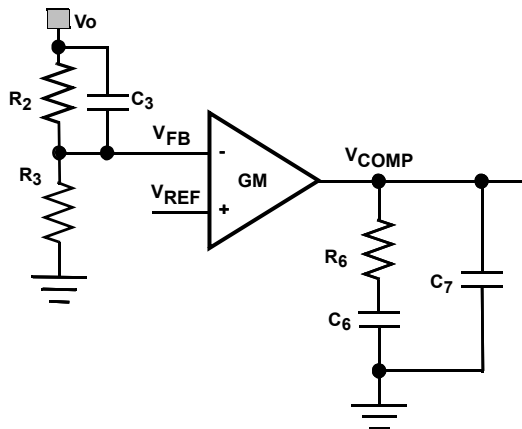 Vo
R2
C3
VFB
R3
VREF
-
GM
+
VCOMP
R6
C6
C7